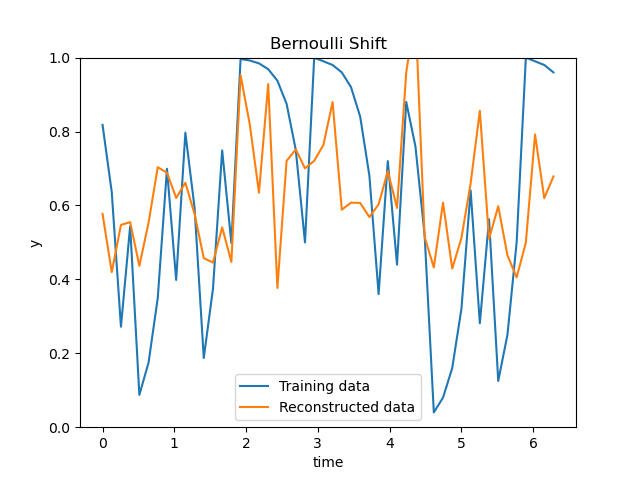 Bernoulli Shift
1.0
0.8
0.6
0.4
0.2
0.0
y
Training data
Reconstructed data
0 1 2 3 4 5 6
time